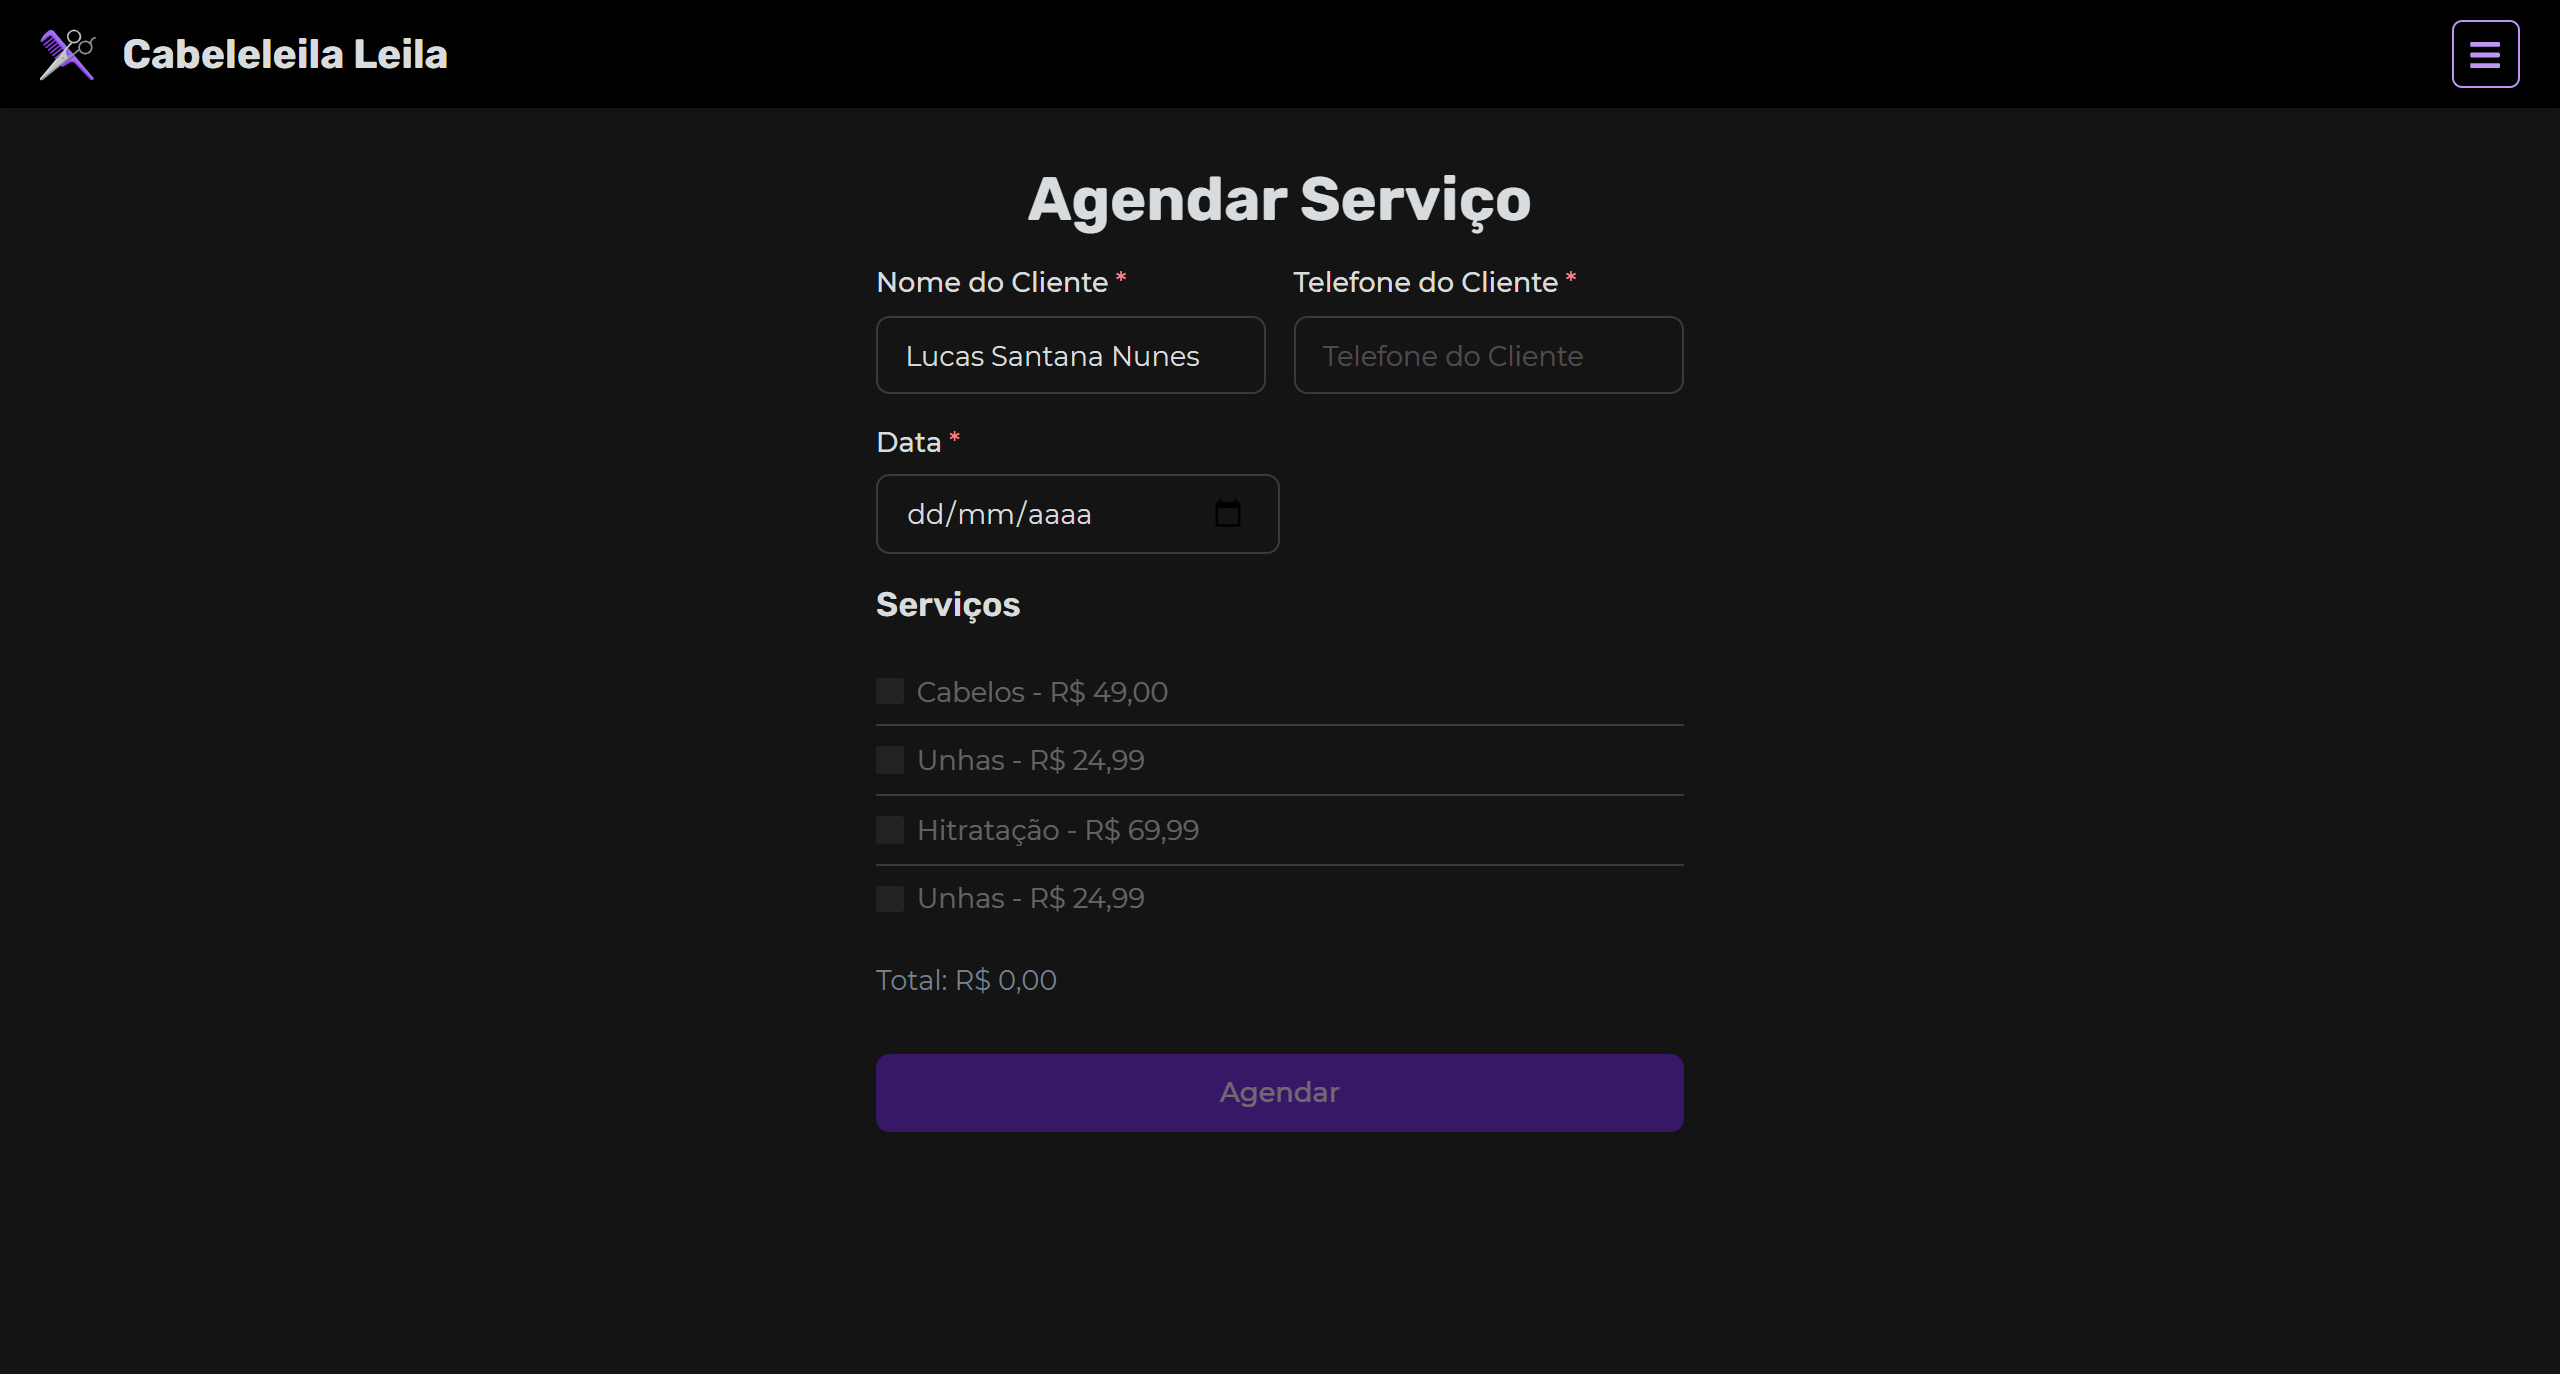 Cabeleleila Leila
Agendar Serviço
Nome do Cliente *
Telefone do Cliente *
Lucas Santana Nunes
Telefone do Cliente
Data *
dd/mm/aaaa
Serviços
Cabelos - R$ 49,00
Unhas - R$ 24,99
Hitratação - R$ 69,99
Unhas - R$ 24,99
Total: R$ 0,00
Agendar